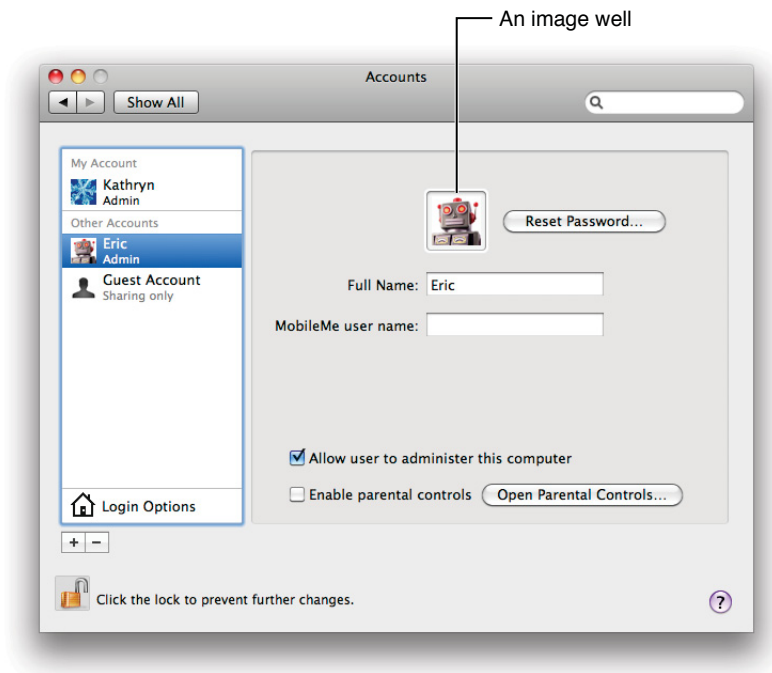 An image well
Accounts
Show All
My Account
Kathryn
Admin
Other Accounts
Eric
Admin
Guest Account
Sharing only
Login Options
Reset Password...
Full Name: Eric
MobileMe user name:
Allow user to administer this computer
Enable parental controls Open Parental Controls...
+ −
Click the lock to prevent further changes.
?